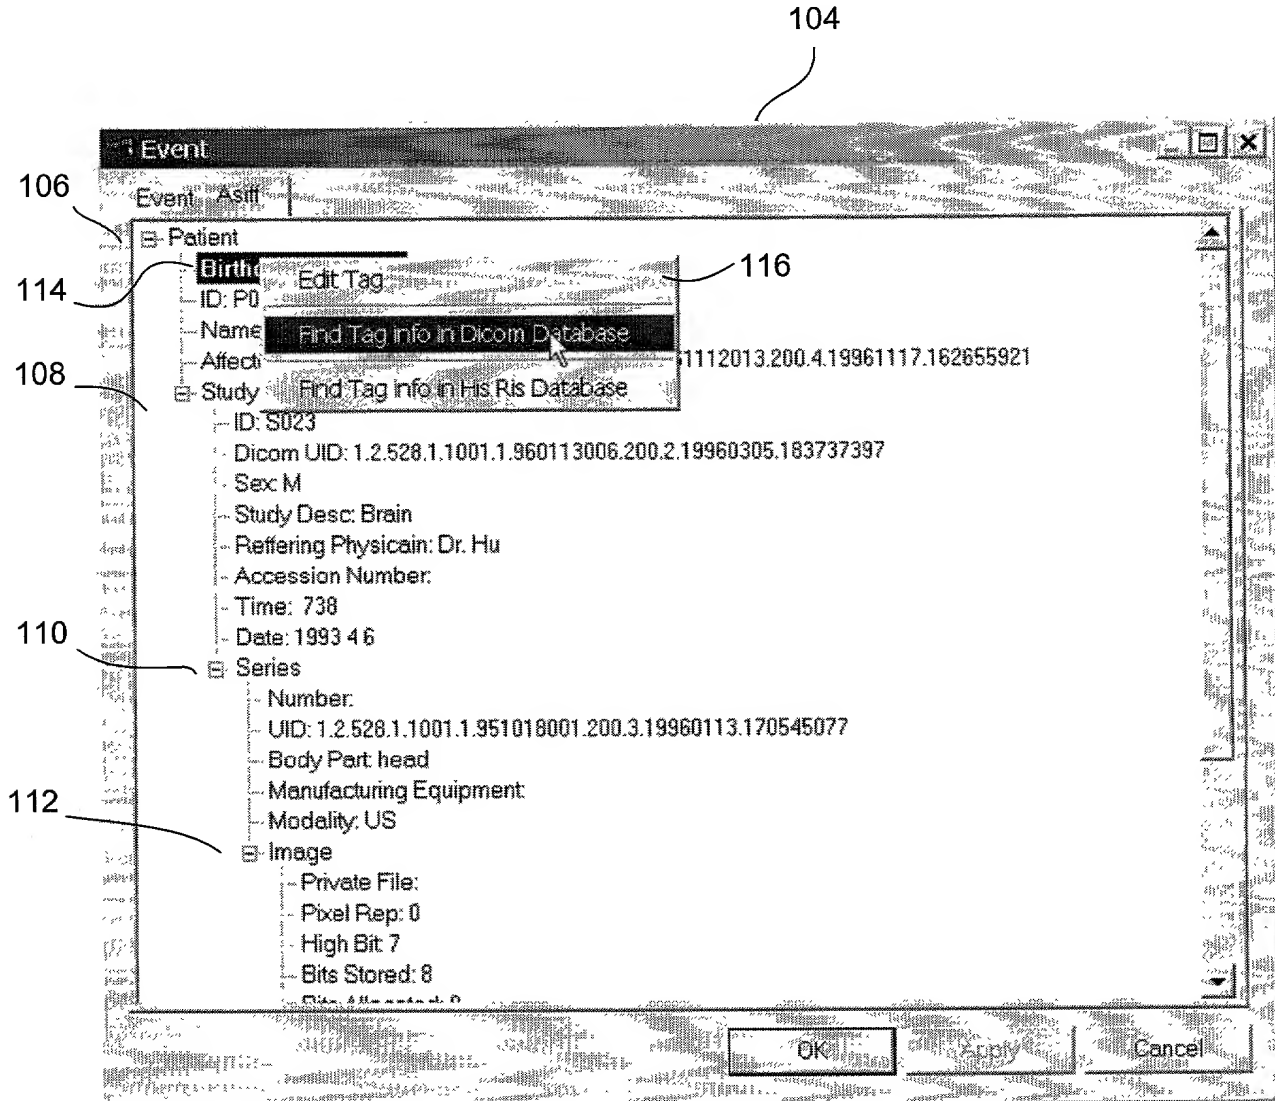 104
Event
106
Event Asiff
Patient
114
Birth
Edit Tag
116
ID: P0
Name
Find Tag info in Dicom Database
Affecti
1112013.200.4.19961117.162655921
108
Study
Find Tag info in His Ris Database
ID: S023
Dicom UID: 1.2.528.1.1001.1.960113006.200.2.19960305.183737397
Sex: M
Study Desc: Brain
Reffering Physicain: Dr. Hu
Accession Number:
Time: 738
Date: 1993 4 6
110
Series
Number:
UID: 1.2.528.1.1001.1.951018001.200.3.19960113.170545077
Body Part: head
Manufacturing Equipment:
112
Modality: US
Image
Private File:
Pixel Rep: 0
High Bit: 7
Bits Stored: 8
OK Apply Cancel